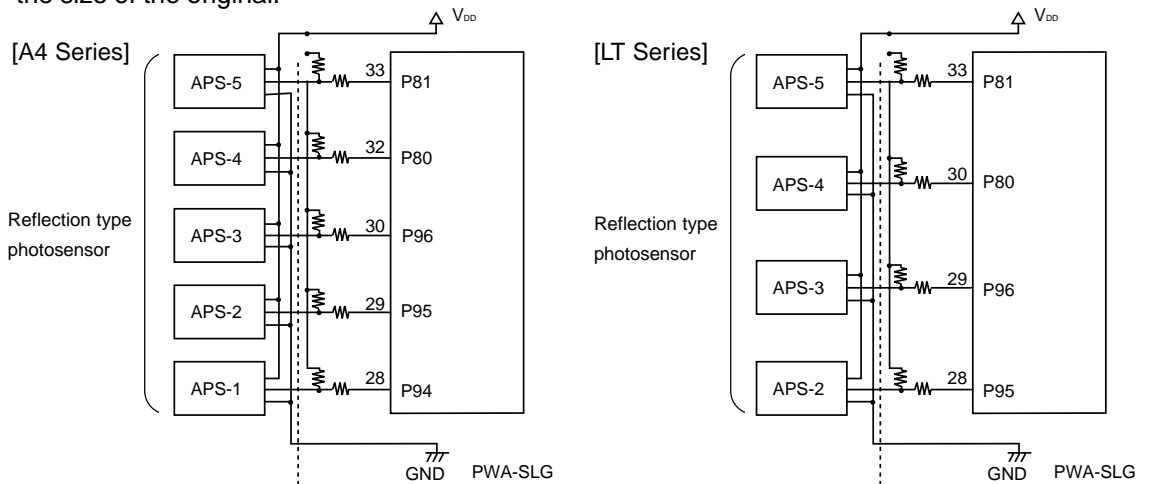 the size of the original.
[A4 Series]
VDD
APS-5
33
P81
APS-4
32
P80
Reflection type
photosensor
APS-3
30
P96
APS-2
29
P95
APS-1
28
P94
GND
PWA-SLG
[LT Series]
VDD
APS-5
33
P81
APS-4
30
P80
Reflection type
photosensor
APS-3
29
P96
APS-2
28
P95
GND
PWA-SLG